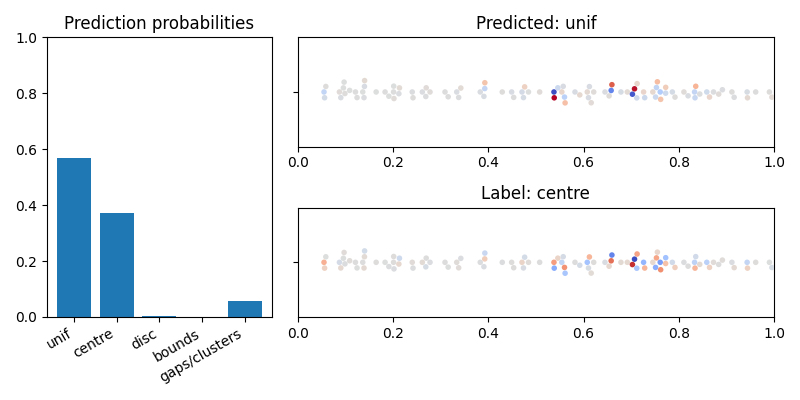 Prediction probabilities
1.0
0.8
0.6
0.4
0.2
0.0
unif
centre
disc
bounds
gaps/clusters
Predicted: unif
0.0 0.2 0.4 0.6 0.8 1.0
Label: centre
0.0 0.2 0.4 0.6 0.8 1.0